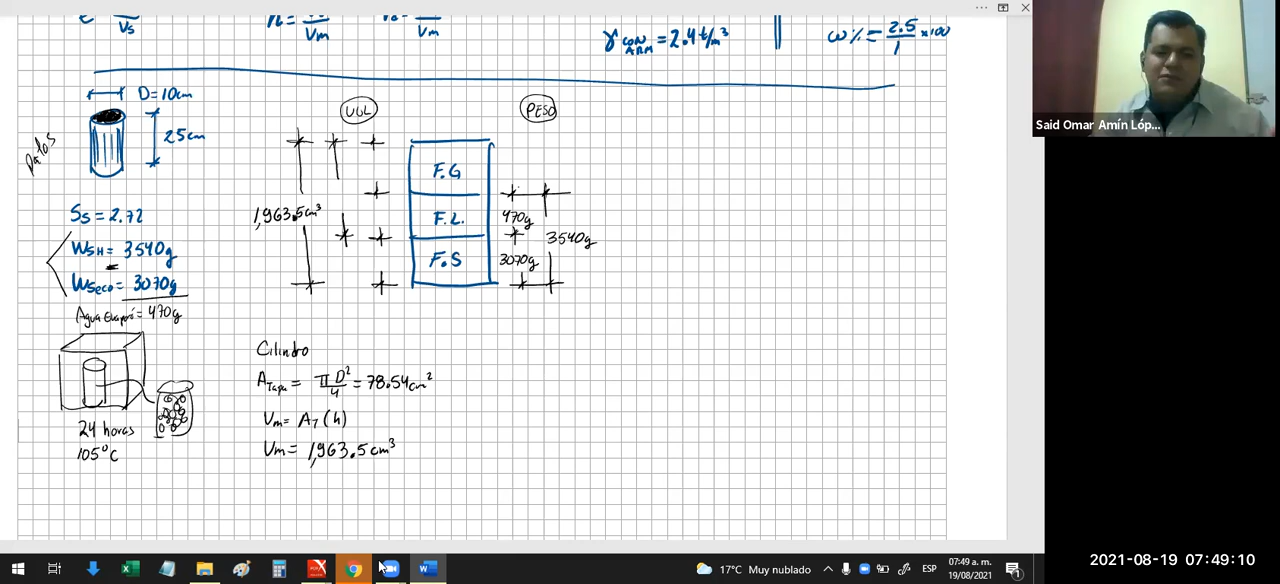 e
Vs
n =
Vm
Vm
γ CON ARM = 2.4 t/m³
ω% = 2.5/1 x100
Datos
D = 10cm
25cm
Ss = 2.72
WSH = 3540g
Wseco = 3070g
Agua Evaporó = 470g
24 horas
105°C
VOL
PESO
F.G
F.L.
F.S
1,963.5cm³
470g
3070g
3540g
Cilindro
ATapa = πD²/4 = 78.54cm²
Vm = AT (h)
Vm = 1,963.5 cm³
Said Omar Amín Lóp...
17°C Muy nublado
ESP
07:49 a. m.
19/08/2021
1
2021-08-19 07:49:10